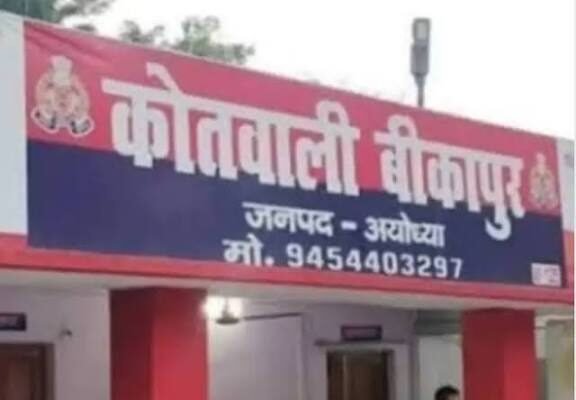 कोतवाली बीकापुर
जनपद - अयोध्या
मो. 9454403297